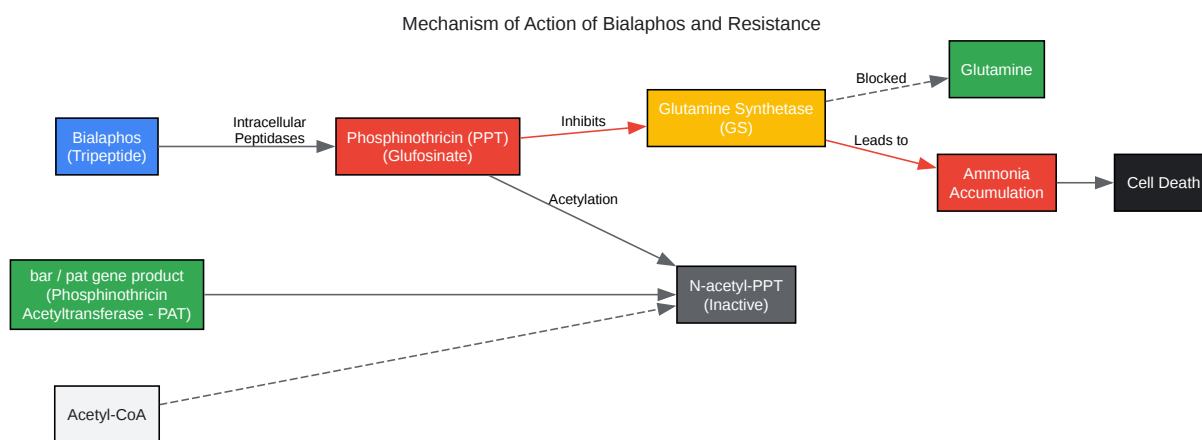 Mechanism of Action of Bialaphos and Resistance
Bialaphos
(Tripeptide)
Intracellular
Peptidases
Phosphinothricin (PPT)
(Glufosinate)
Inhibits
Glutamine Synthetase
(GS)
Blocked
Glutamine
Leads to
Ammonia
Accumulation
Cell Death
Acetylation
bar / pat gene product
(Phosphinothricin
Acetyltransferase - PAT)
N-acetyl-PPT
(Inactive)
Acetyl-CoA